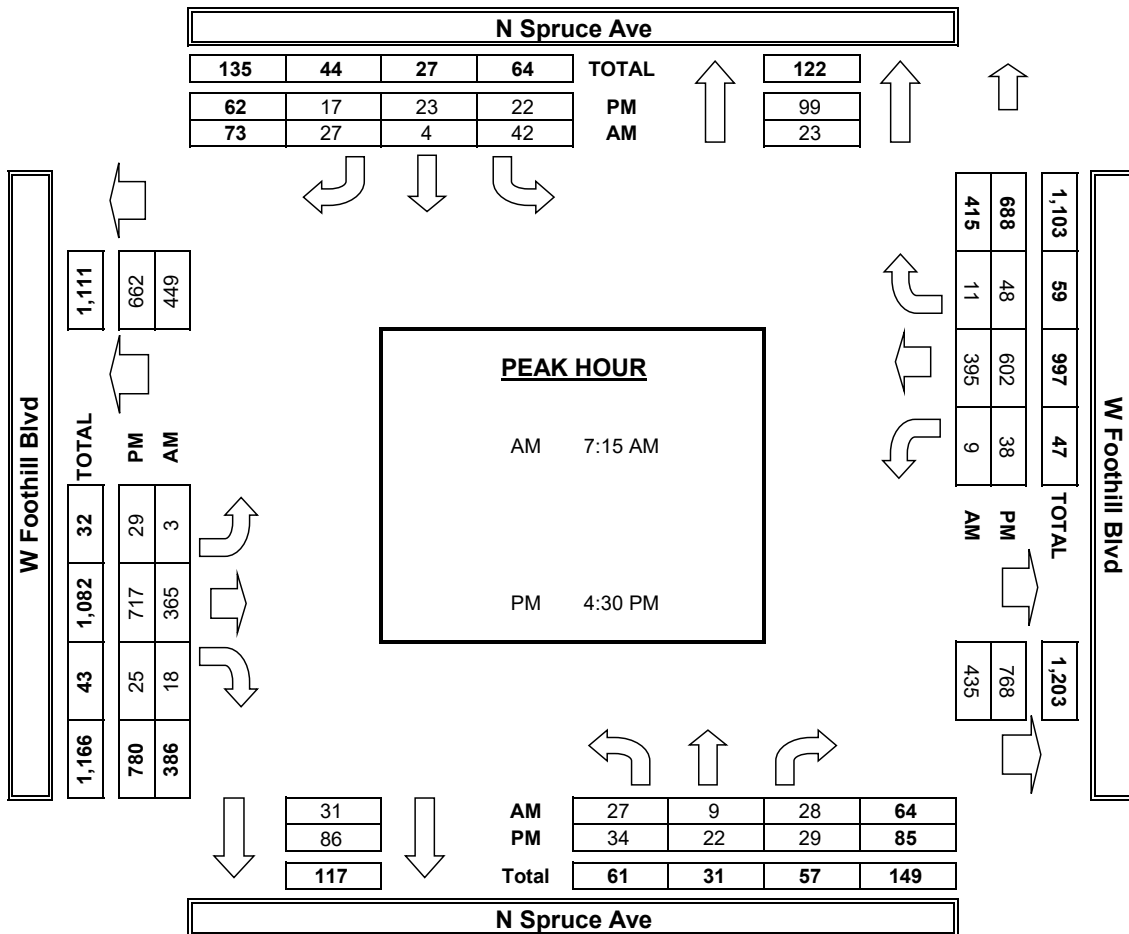 N Spruce Ave
135 44 27 64 TOTAL 122
62 17 23 22 PM 99
73 27 4 42 AM 23
W Foothill Blvd
1,111 662 449
TOTAL PM AM
32 29 3
1,082 717 365
43 25 18
1,166 780 386
PEAK HOUR
AM 7:15 AM
PM 4:30 PM
415 688 1,103
11 48 59
395 602 997
9 38 47
AM PM TOTAL
435 768 1,203
W Foothill Blvd
31 AM 27 9 28 64
86 PM 34 22 29 85
117 Total 61 31 57 149
N Spruce Ave